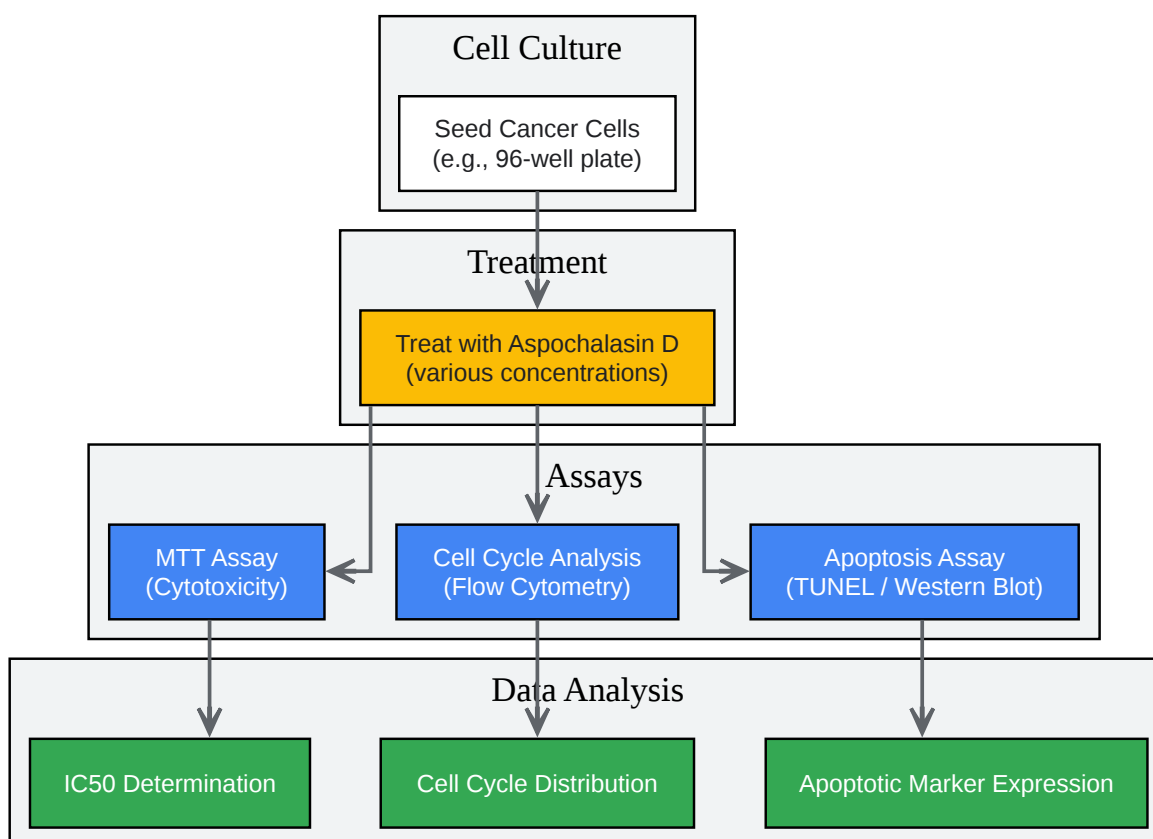 Cell Culture
Seed Cancer Cells
(e.g., 96-well plate)
Treatment
Treat with Aspochalasin D
(various concentrations)
Assays
MTT Assay
(Cytotoxicity)
Cell Cycle Analysis
(Flow Cytometry)
Apoptosis Assay
(TUNEL / Western Blot)
Data Analysis
IC50 Determination
Cell Cycle Distribution
Apoptotic Marker Expression